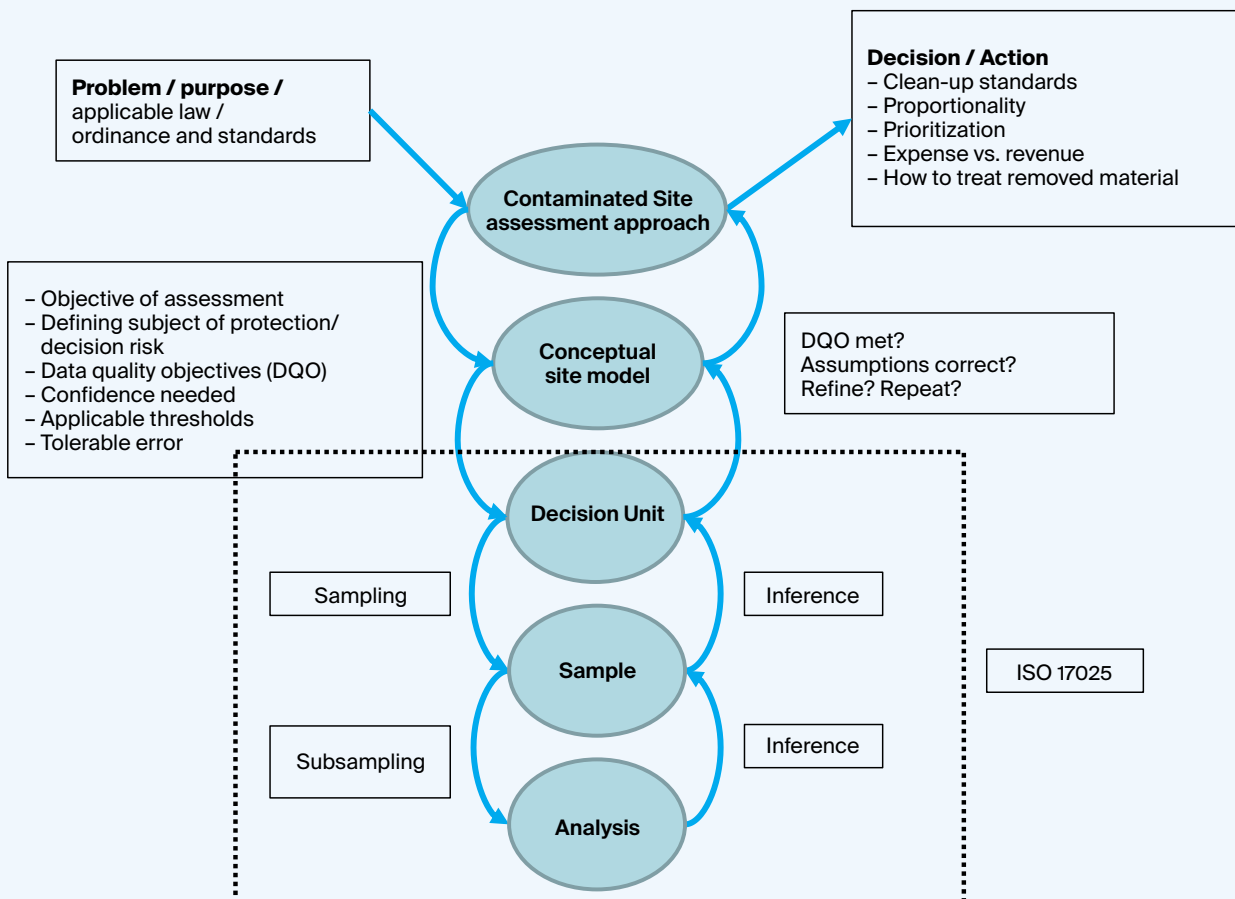 Problem / purpose /
applicable law /
ordinance and standards
Decision / Action
– Clean-up standards
– Proportionality
– Prioritization
– Expense vs. revenue
– How to treat removed material
Contaminated Site
assessment approach
– Objective of assessment
– Defining subject of protection/
decision risk
– Data quality objectives (DQO)
– Confidence needed
– Applicable thresholds
– Tolerable error
Conceptual
site model
DQO met?
Assumptions correct?
Refine? Repeat?
Decision Unit
Sampling
Inference
Sample
ISO 17025
Subsampling
Inference
Analysis